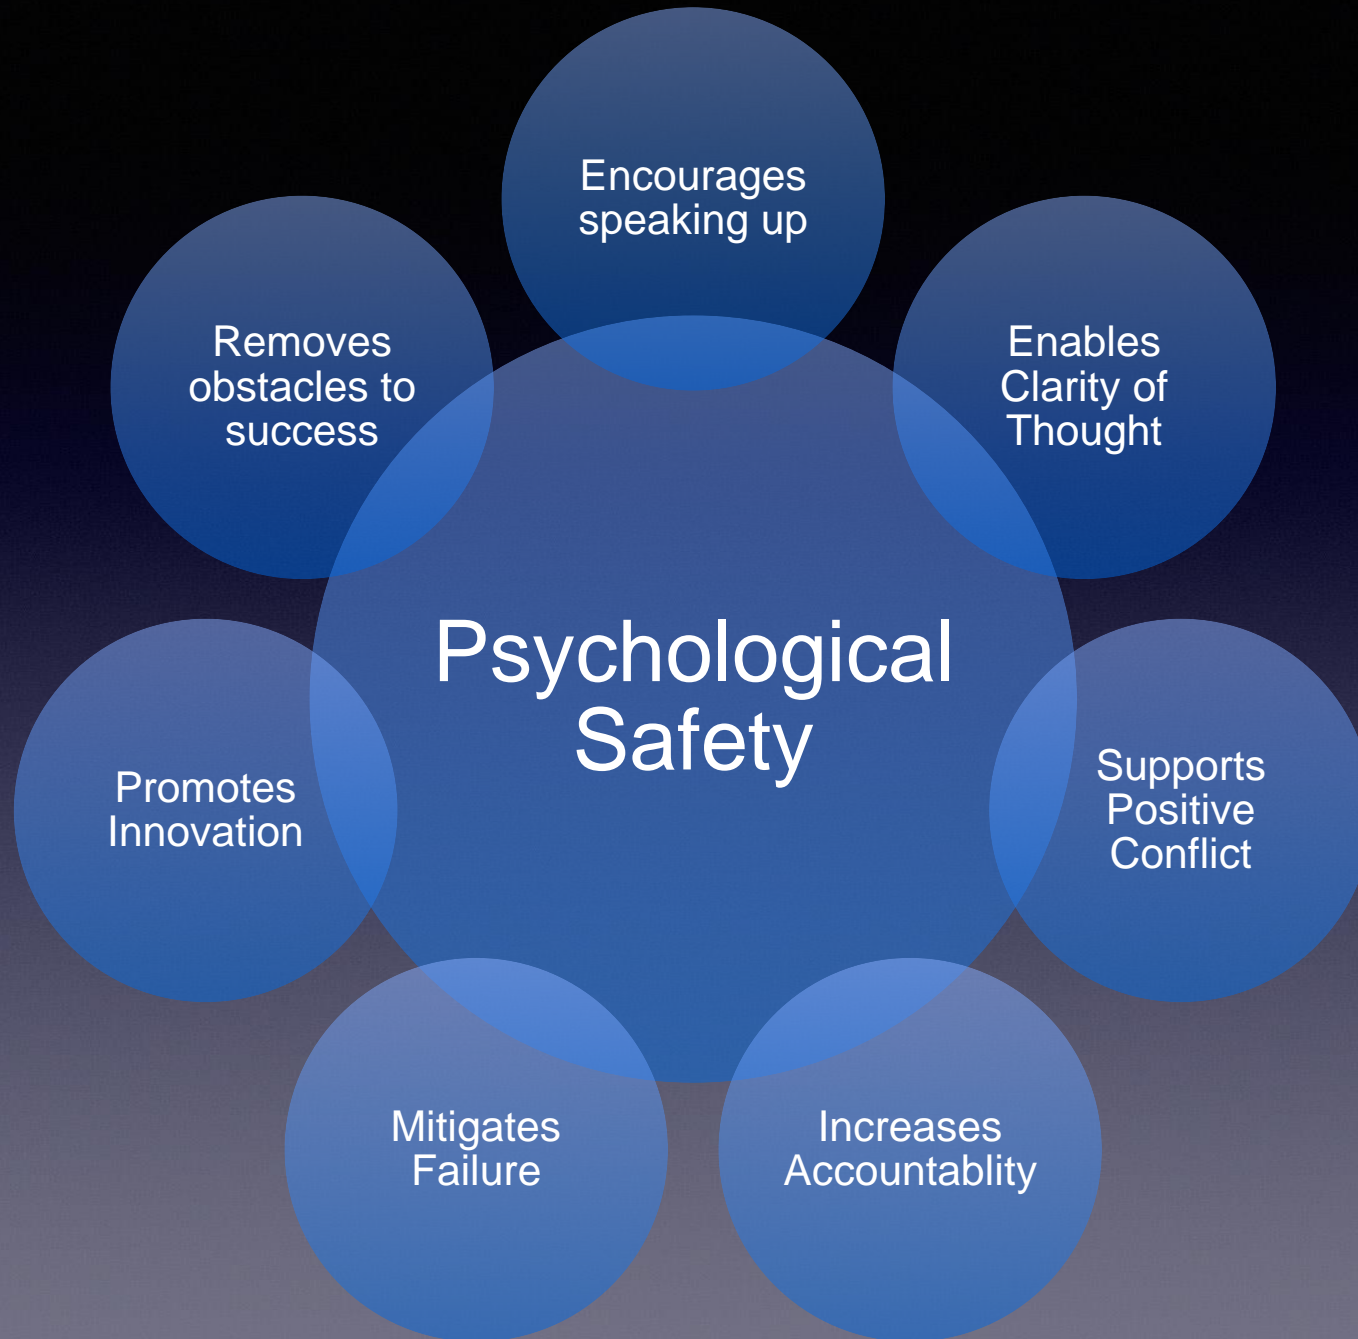 Encourages
speaking up
Removes
obstacles to
success
Enables
Clarity of
Thought
Psychological
Safety
Promotes
Innovation
Supports
Positive
Conflict
Mitigates
Failure
Increases
Accountablity